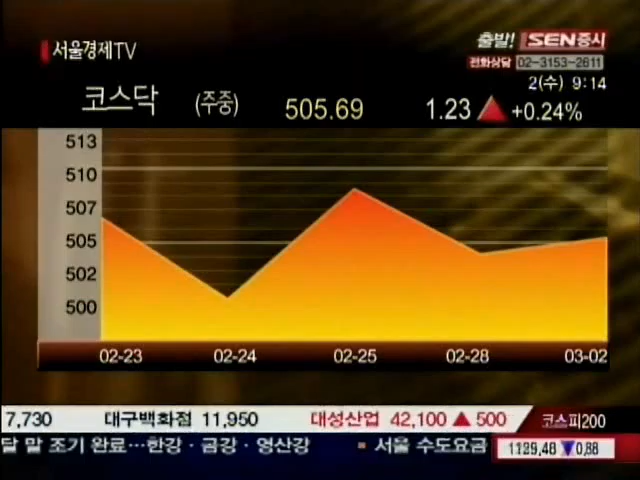 서울경제TV
출발! SEN증시
전화상담 02-3153-2611
2(수) 9:14
코스닥 (주중) 505.69 1.23 ▲ +0.24%
513
510
507
505
502
500
02-23 02-24 02-25 02-28 03-02
7,730 대구백화점 11,950 대성산업 42,100 ▲ 500 코스피200
달 말 조기 완료…한강·금강·영산강 ▪ 서울 수도요금 ▼0,88